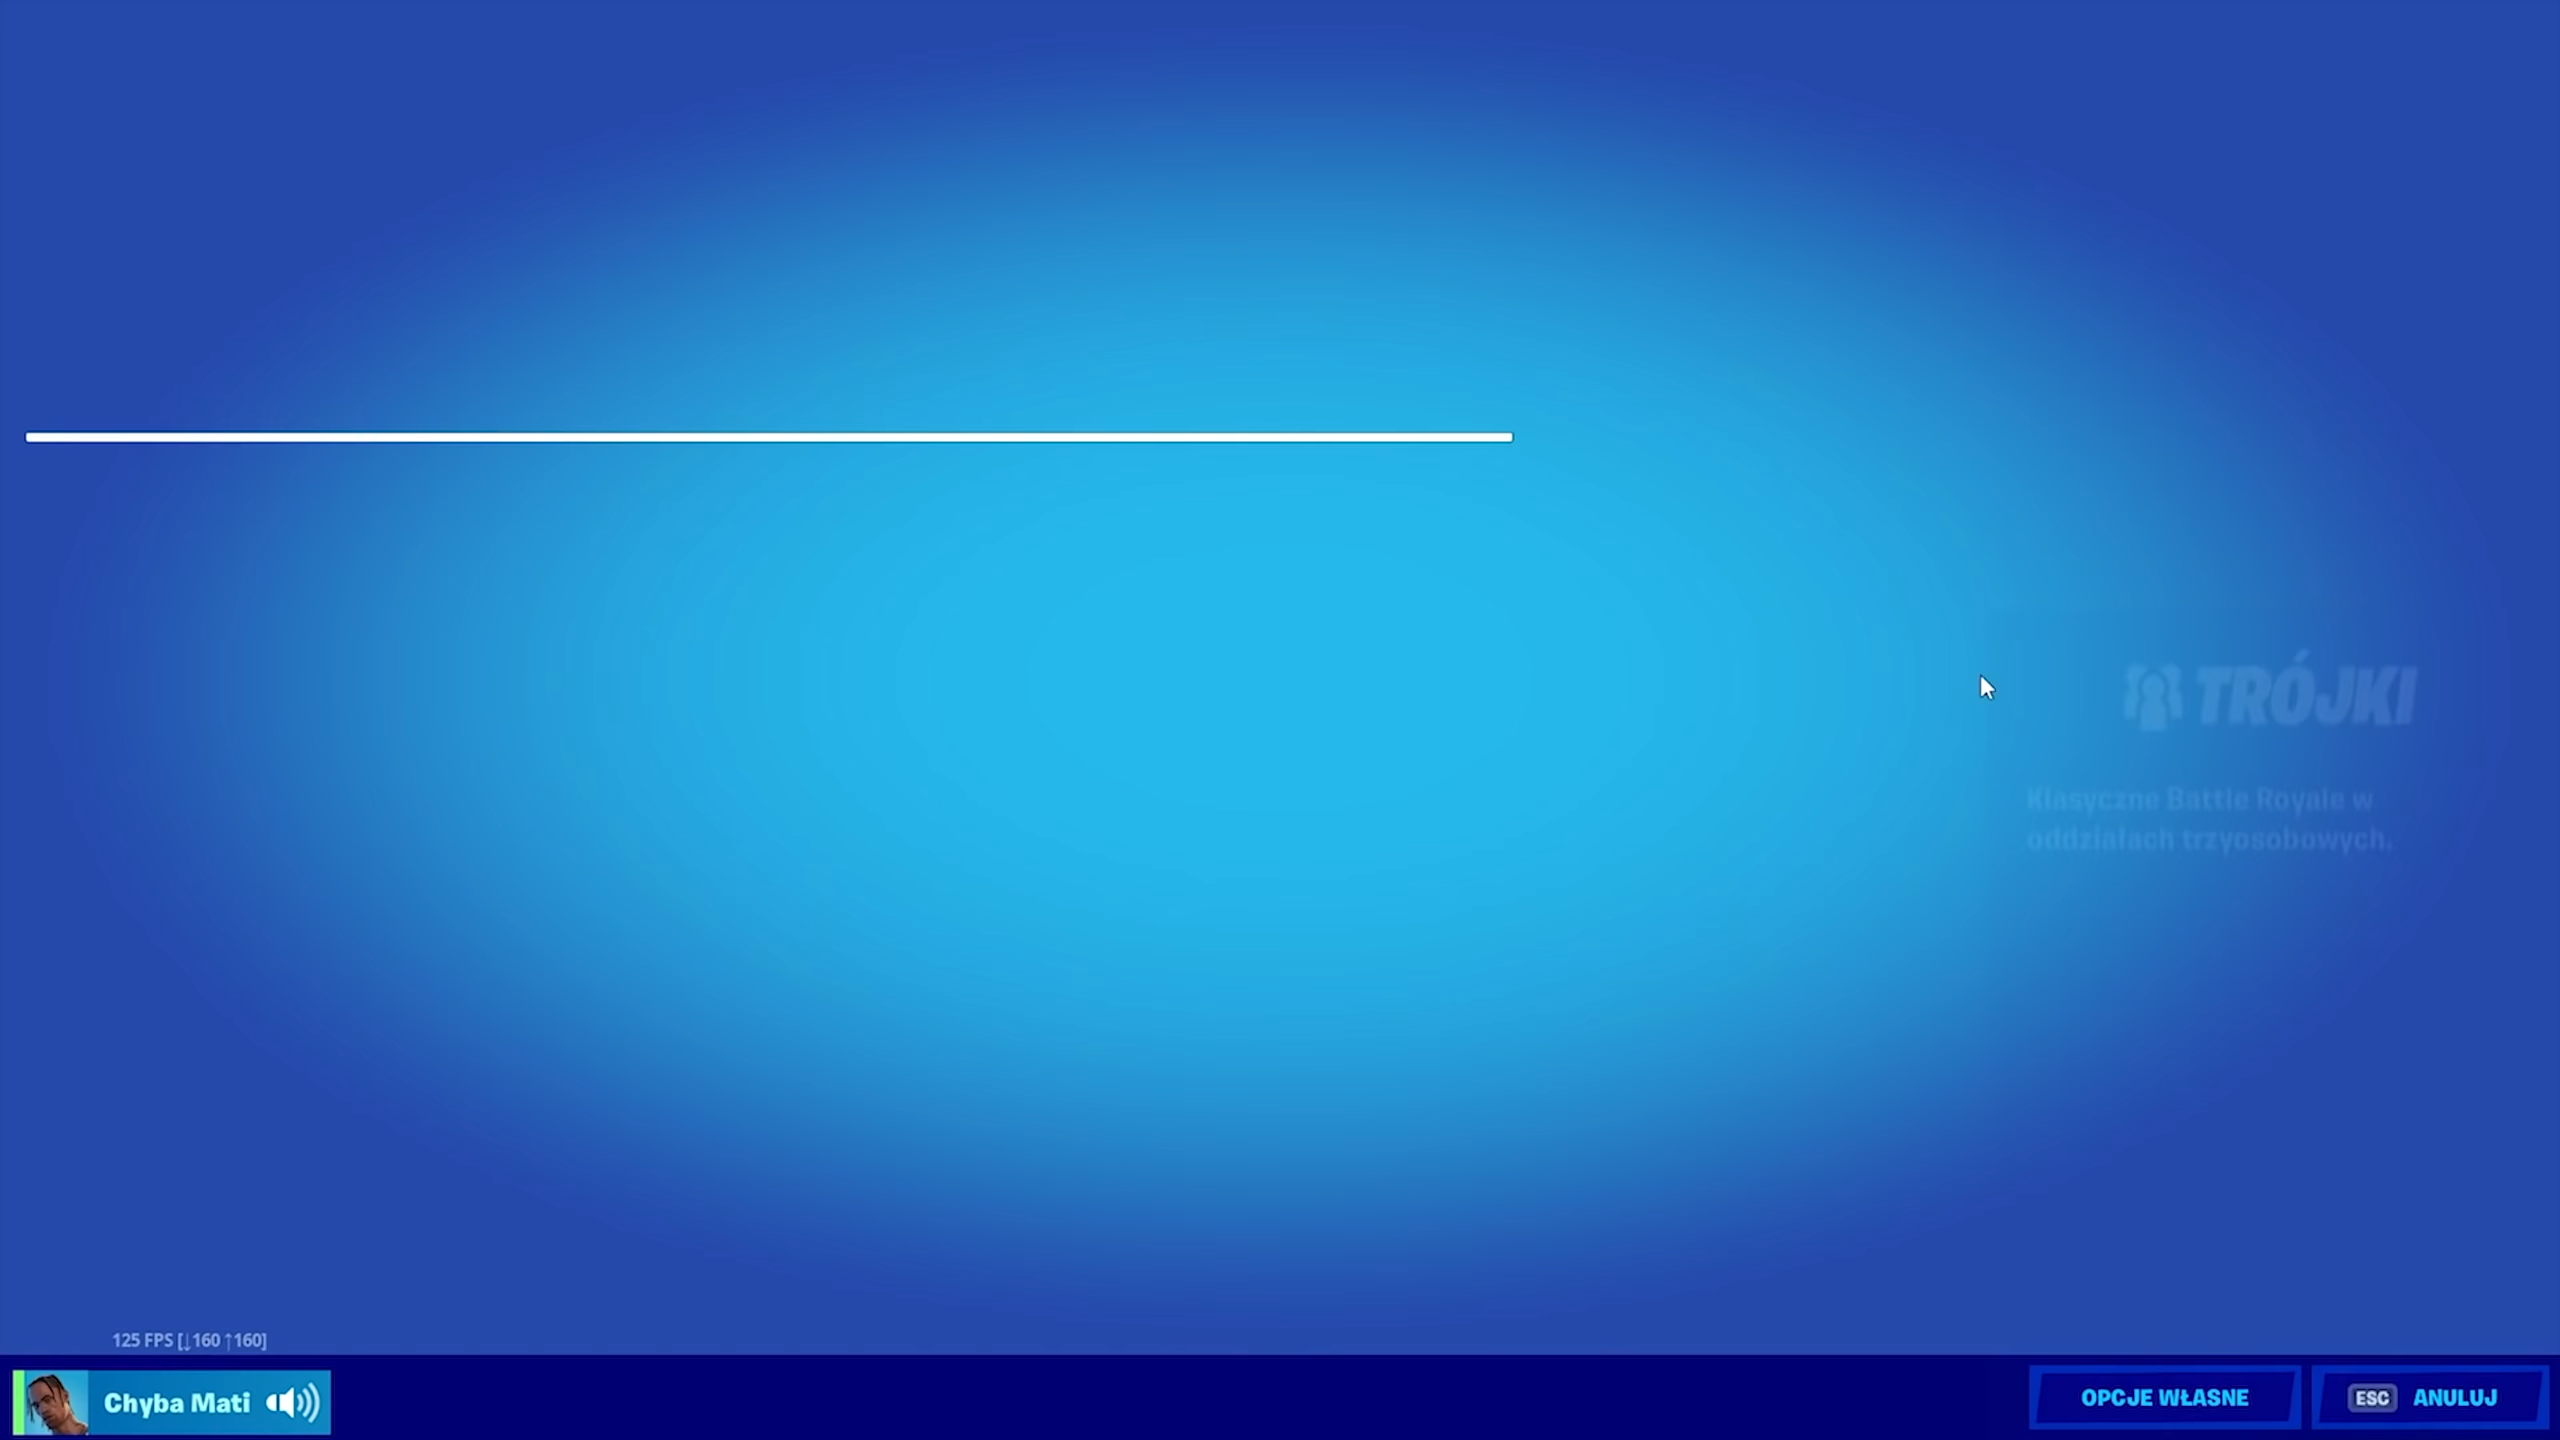 TRÓJKI
Klasyczne Battle Royale w
oddziałach trzyosobowych.
125 FPS [↓160 ↑160]
Chyba Mati
OPCJE WŁASNE
ESC ANULUJ